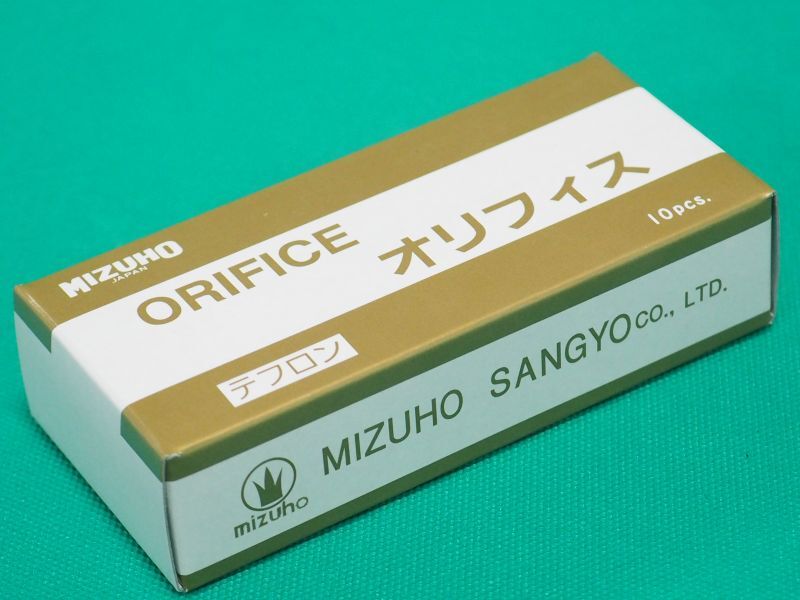 MIZUHO
JAPAN
ORIFICE
オリフィス
テフロン
10pcs.
MIZUHO SANGYO CO., LTD.
mizuho